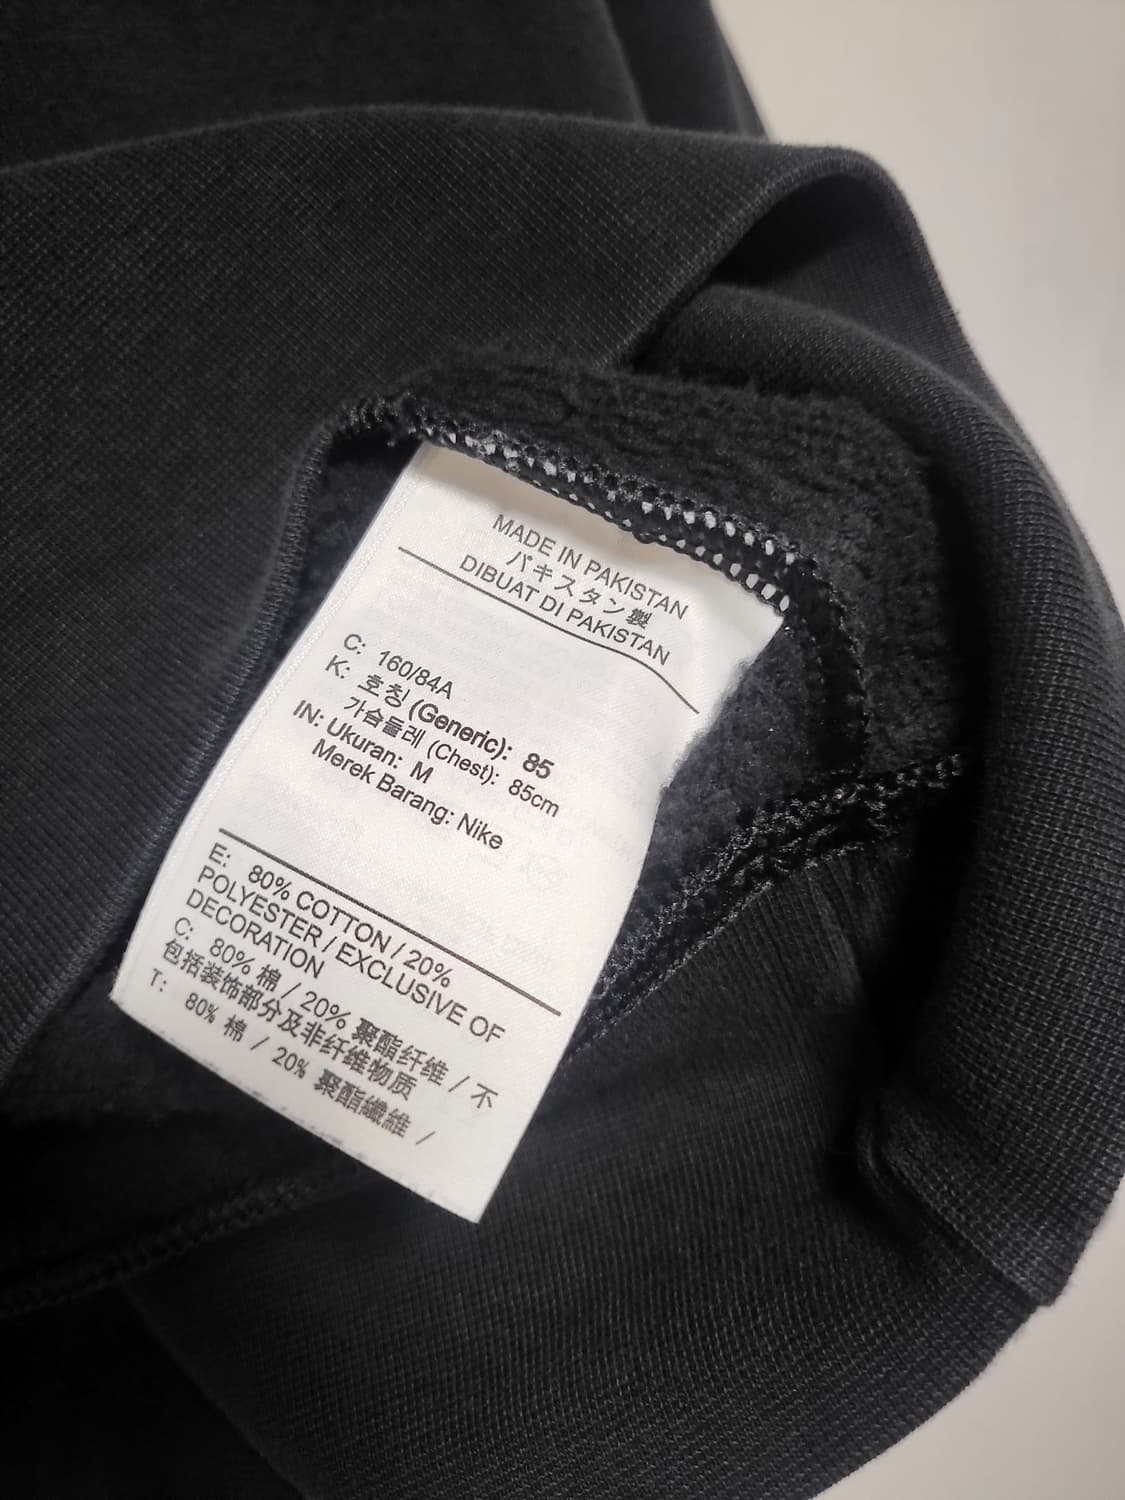 MADE IN PAKISTAN
パキスタン製
DIBUAT DI PAKISTAN
C: 160/84A
K: 호칭 (Generic): 85
가슴둘레 (Chest): 85cm
IN: Ukuran: M
Merek Barang: Nike
E: 80% COTTON / 20%
POLYESTER / EXCLUSIVE OF
DECORATION
C: 80% 棉 / 20% 聚酯纤维 / 不
包括装饰部分及非纤维物质
T: 80% 棉 / 20% 聚酯纖維 /